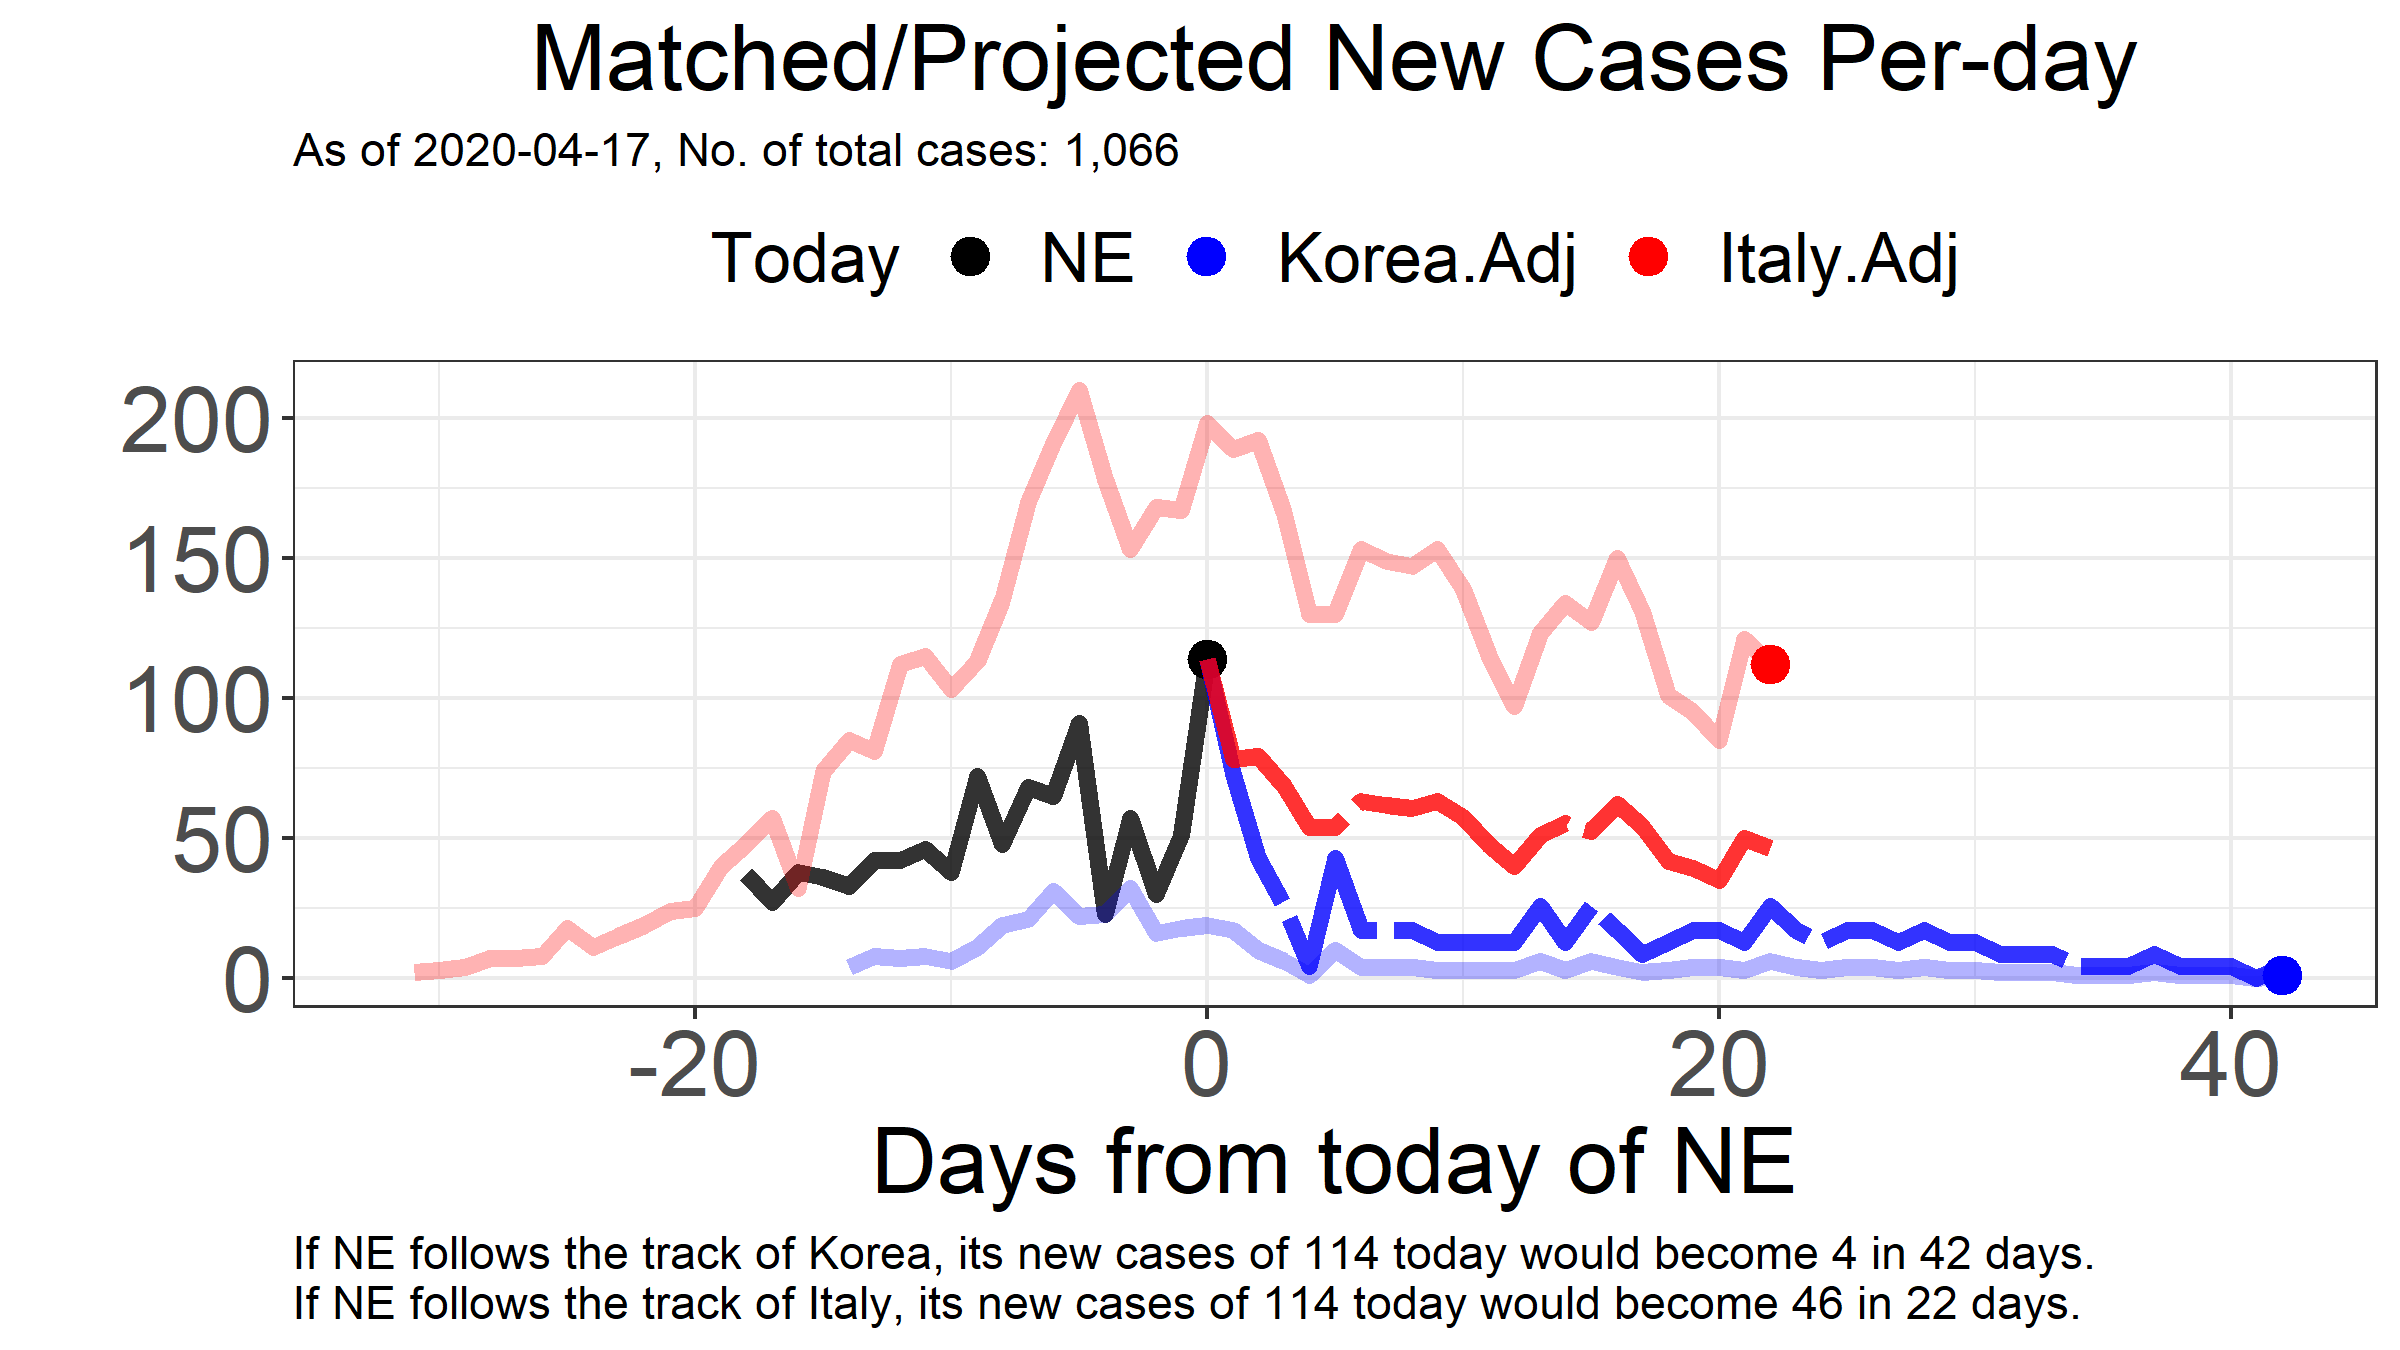 Matched/Projected New Cases Per-day
As of 2020-04-17, No. of total cases: 1,066
Today NE Korea.Adj Italy.Adj
200
150
100
50
0
-20 0 20 40
Days from today of NE
If NE follows the track of Korea, its new cases of 114 today would become 4 in 42 days.
If NE follows the track of Italy, its new cases of 114 today would become 46 in 22 days.